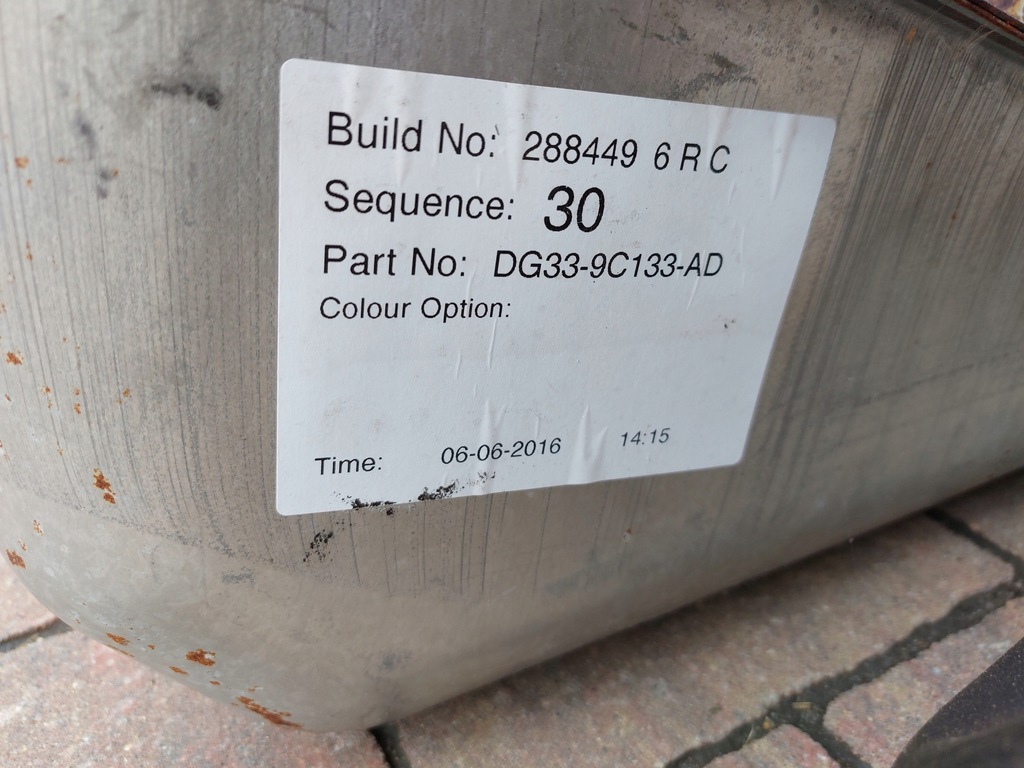 Build No: 288449 6 R C
Sequence: 30
Part No: DG33-9C133-AD
Colour Option:
Time: 06-06-2016 14:15